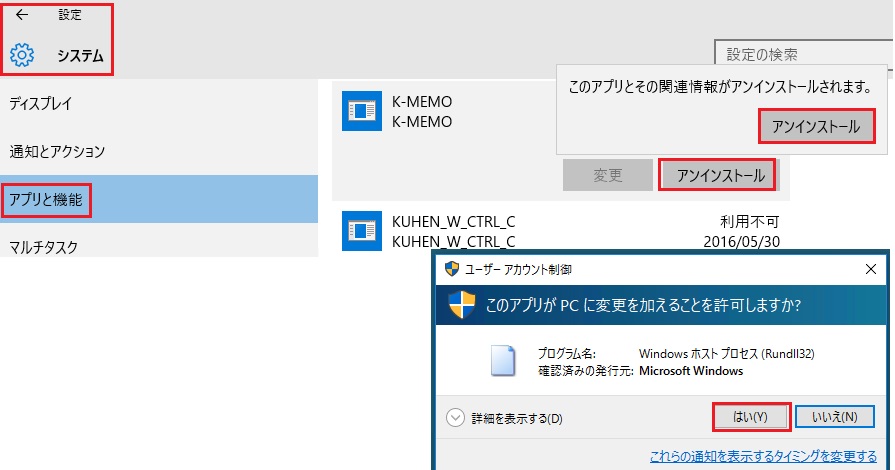 設定
システム
設定の検索
ディスプレイ
通知とアクション
アプリと機能
マルチタスク
K-MEMO
K-MEMO
このアプリとその関連情報がアンインストールされます。
アンインストール
変更
アンインストール
KUHEN_W_CTRL_C
利用不可
KUHEN_W_CTRL_C
2016/05/30
ユーザー アカウント制御
このアプリが PC に変更を加えることを許可しますか?
プログラム名: Windows ホスト プロセス (Rundll32)
確認済みの発行元: Microsoft Windows
詳細を表示する(D)
はい(Y)
いいえ(N)
これらの通知を表示するタイミングを変更する